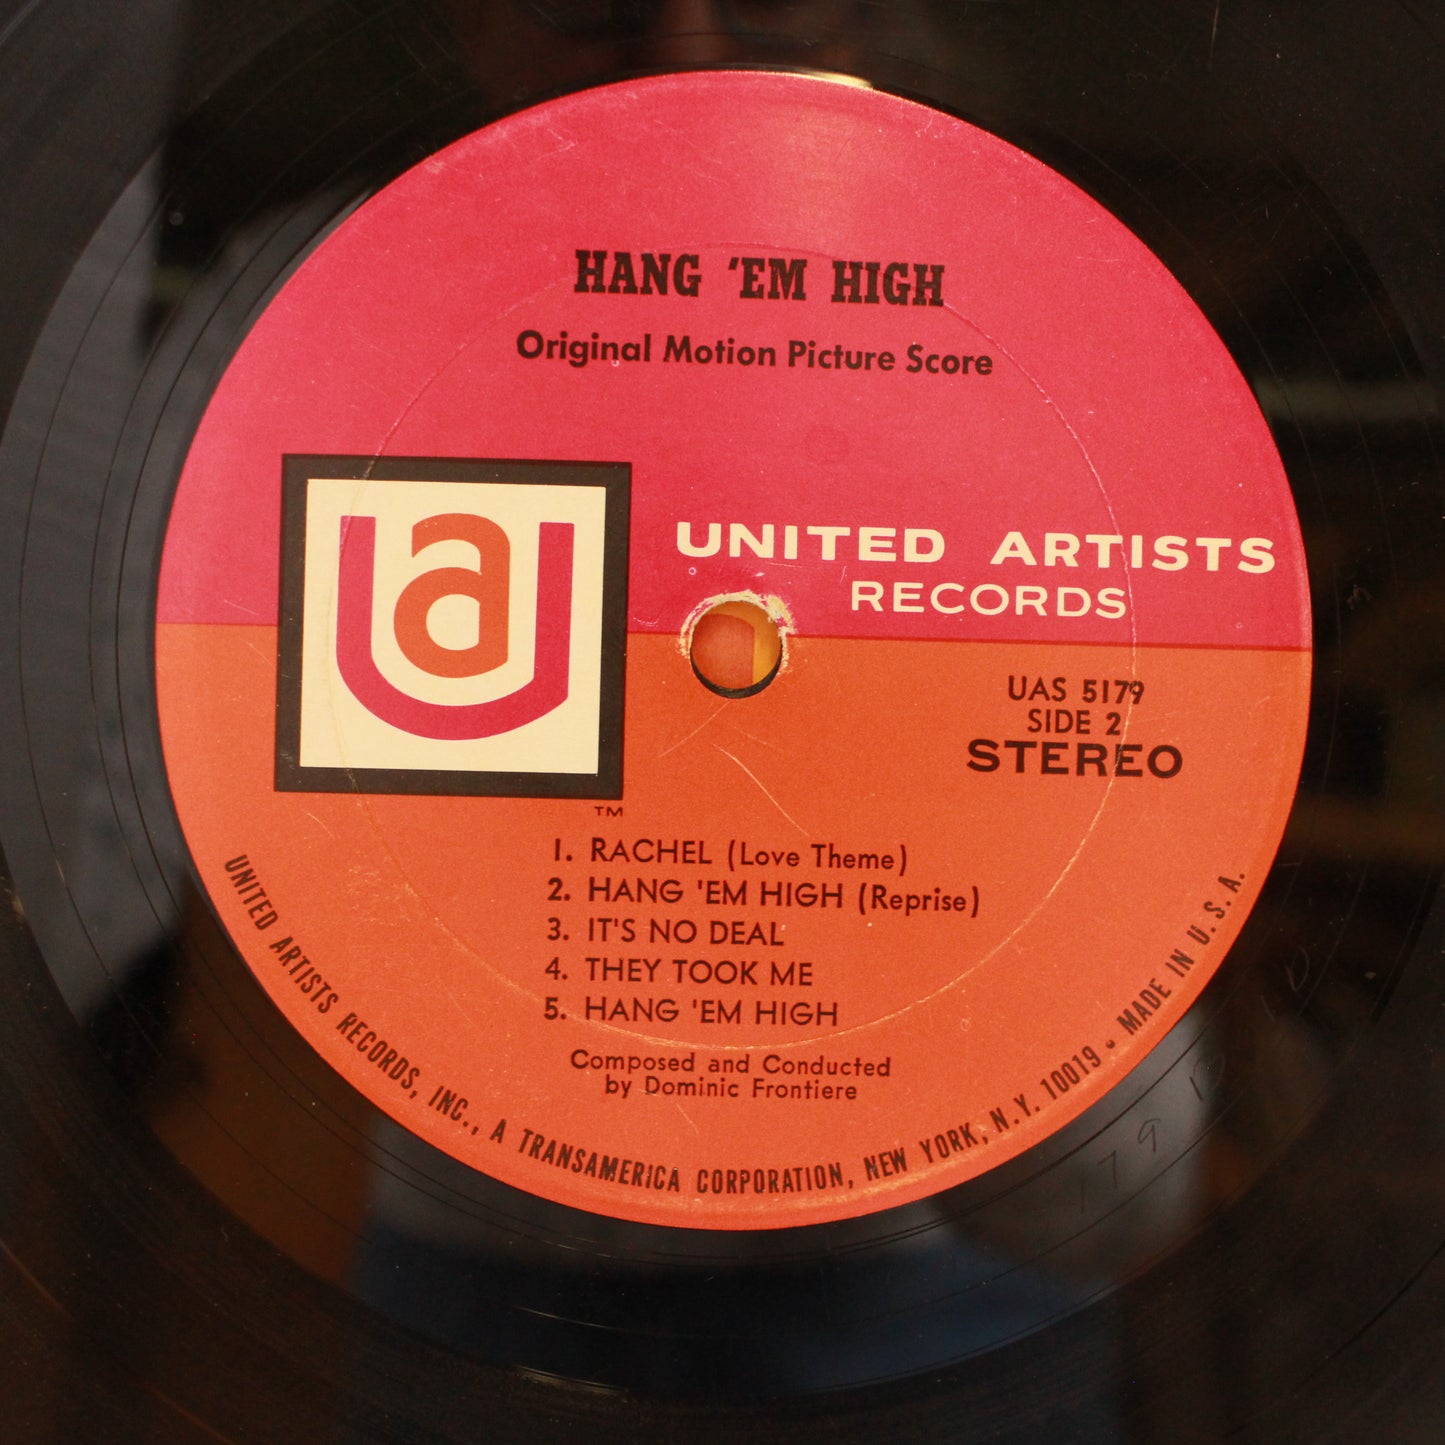 HANG 'EM HIGH
Original Motion Picture Score
ua
UNITED ARTISTS
RECORDS
UAS 5179
SIDE 2
STEREO
TM
1. RACHEL (Love Theme)
2. HANG 'EM HIGH (Reprise)
3. IT'S NO DEAL
4. THEY TOOK ME
5. HANG 'EM HIGH
Composed and Conducted
by Dominic Frontiere
UNITED ARTISTS RECORDS, INC., A TRANSAMERICA CORPORATION, NEW YORK, N.Y. 10019 • MADE IN U.S.A.